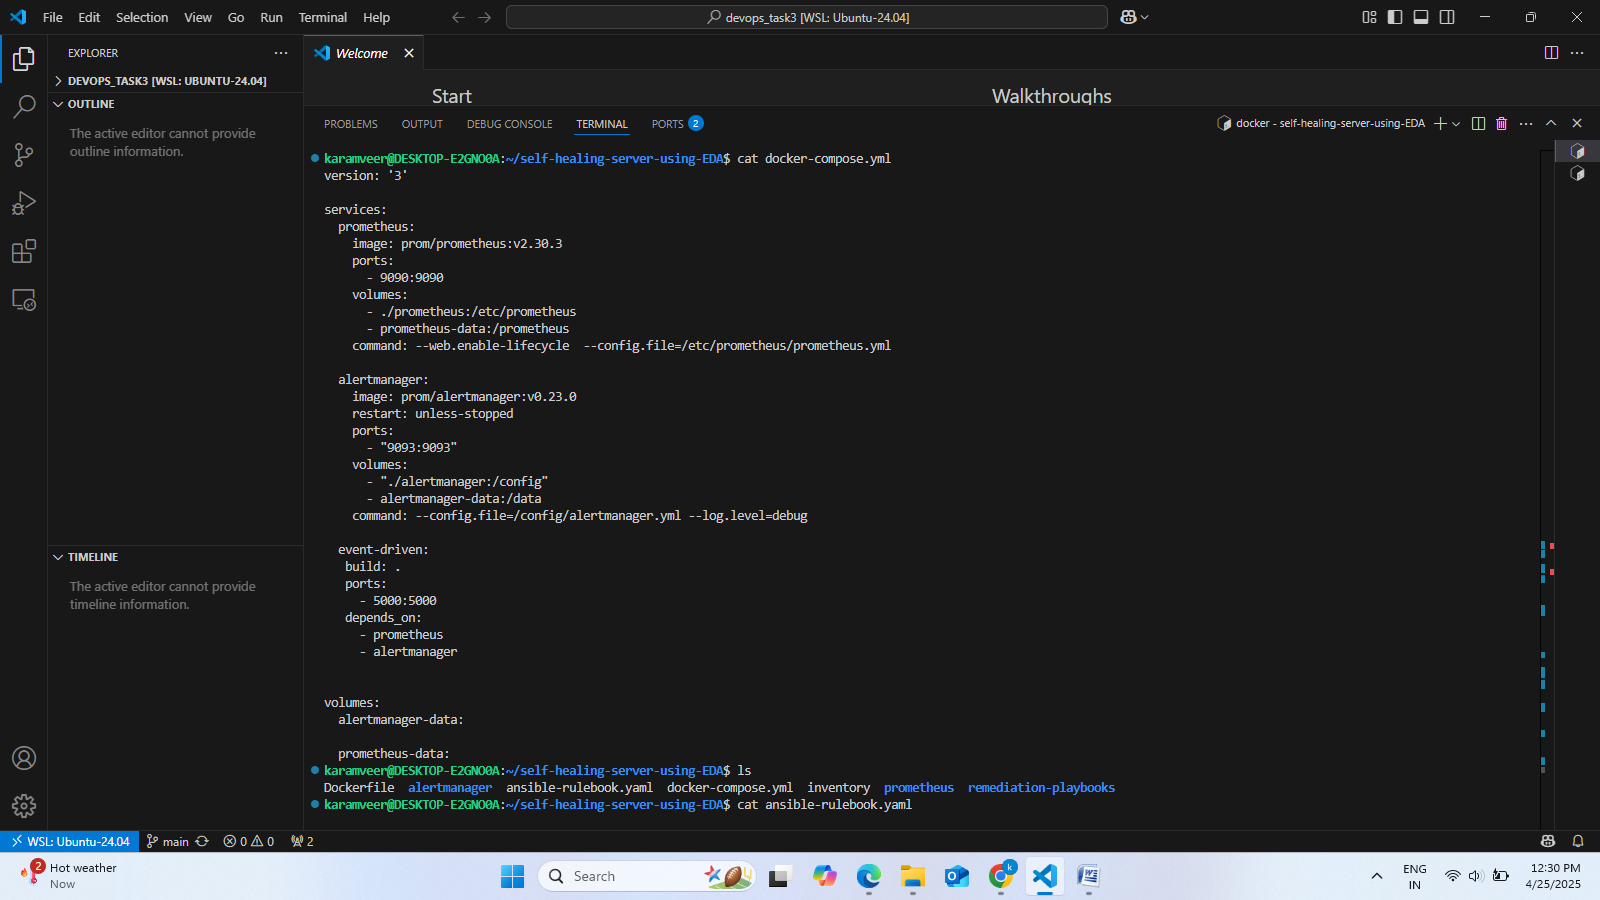 File Edit Selection View Go Run Terminal Help
devops_task3 [WSL: Ubuntu-24.04]
EXPLORER
Welcome
DEVOPS_TASK3 [WSL: UBUNTU-24.04]
OUTLINE
The active editor cannot provide
outline information.
Start
Walkthroughs
PROBLEMS OUTPUT DEBUG CONSOLE TERMINAL PORTS 2
docker - self-healing-server-using-EDA
karamveer@DESKTOP-E2GNO0A:~/self-healing-server-using-EDA$ cat docker-compose.yml
version: '3'
services:
  prometheus:
    image: prom/prometheus:v2.30.3
    ports:
      - 9090:9090
    volumes:
      - ./prometheus:/etc/prometheus
      - prometheus-data:/prometheus
    command: --web.enable-lifecycle  --config.file=/etc/prometheus/prometheus.yml
  alertmanager:
    image: prom/alertmanager:v0.23.0
    restart: unless-stopped
    ports:
      - "9093:9093"
    volumes:
      - "./alertmanager:/config"
      - alertmanager-data:/data
    command: --config.file=/config/alertmanager.yml --log.level=debug
  event-driven:
   build: .
   ports:
     - 5000:5000
   depends_on:
     - prometheus
     - alertmanager
volumes:
  alertmanager-data:
  prometheus-data:
karamveer@DESKTOP-E2GNO0A:~/self-healing-server-using-EDA$ ls
Dockerfile  alertmanager  ansible-rulebook.yaml  docker-compose.yml  inventory  prometheus  remediation-playbooks
karamveer@DESKTOP-E2GNO0A:~/self-healing-server-using-EDA$ cat ansible-rulebook.yaml
TIMELINE
The active editor cannot provide
timeline information.
WSL: Ubuntu-24.04 main 0 0 2
2
Hot weather
Now
Search
k
ENG
IN
12:30 PM
4/25/2025